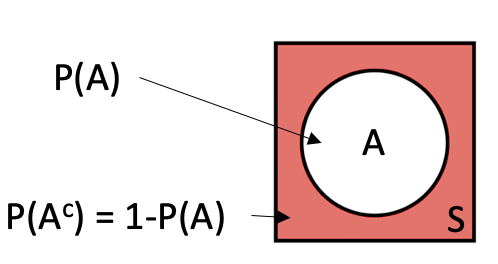 P(A)
A
P(Aᶜ) = 1-P(A)
S